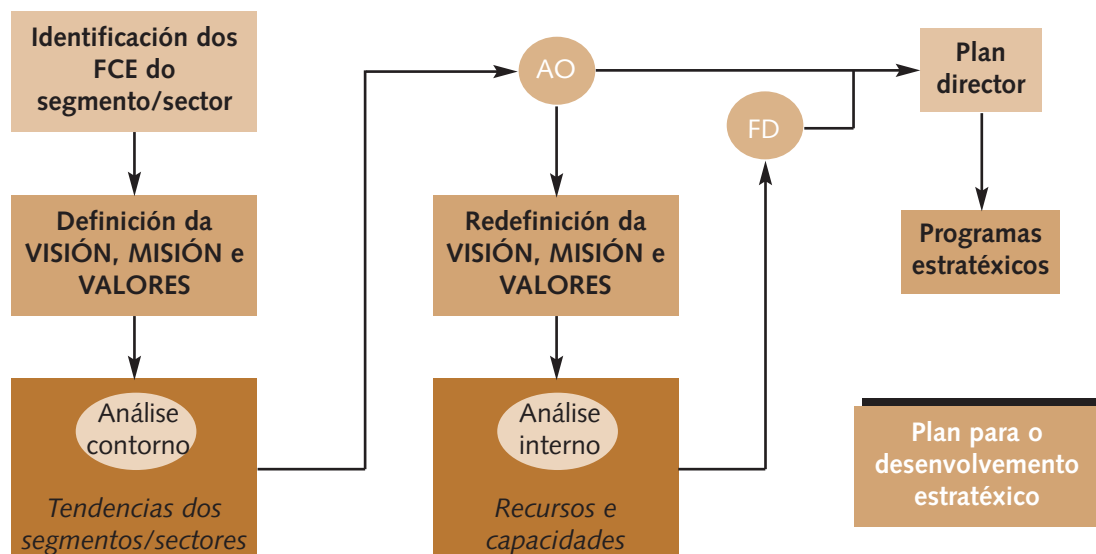 Identificación dos
FCE do
segmento/sector
Definición da
VISIÓN, MISIÓN e
VALORES
Análise
contorno
Tendencias dos
segmentos/sectores
AO
Redefinición da
VISIÓN, MISIÓN e
VALORES
Análise
interno
Recursos e
capacidades
FD
Plan
director
Programas
estratéxicos
Plan para o
desenvolvemento
estratéxico